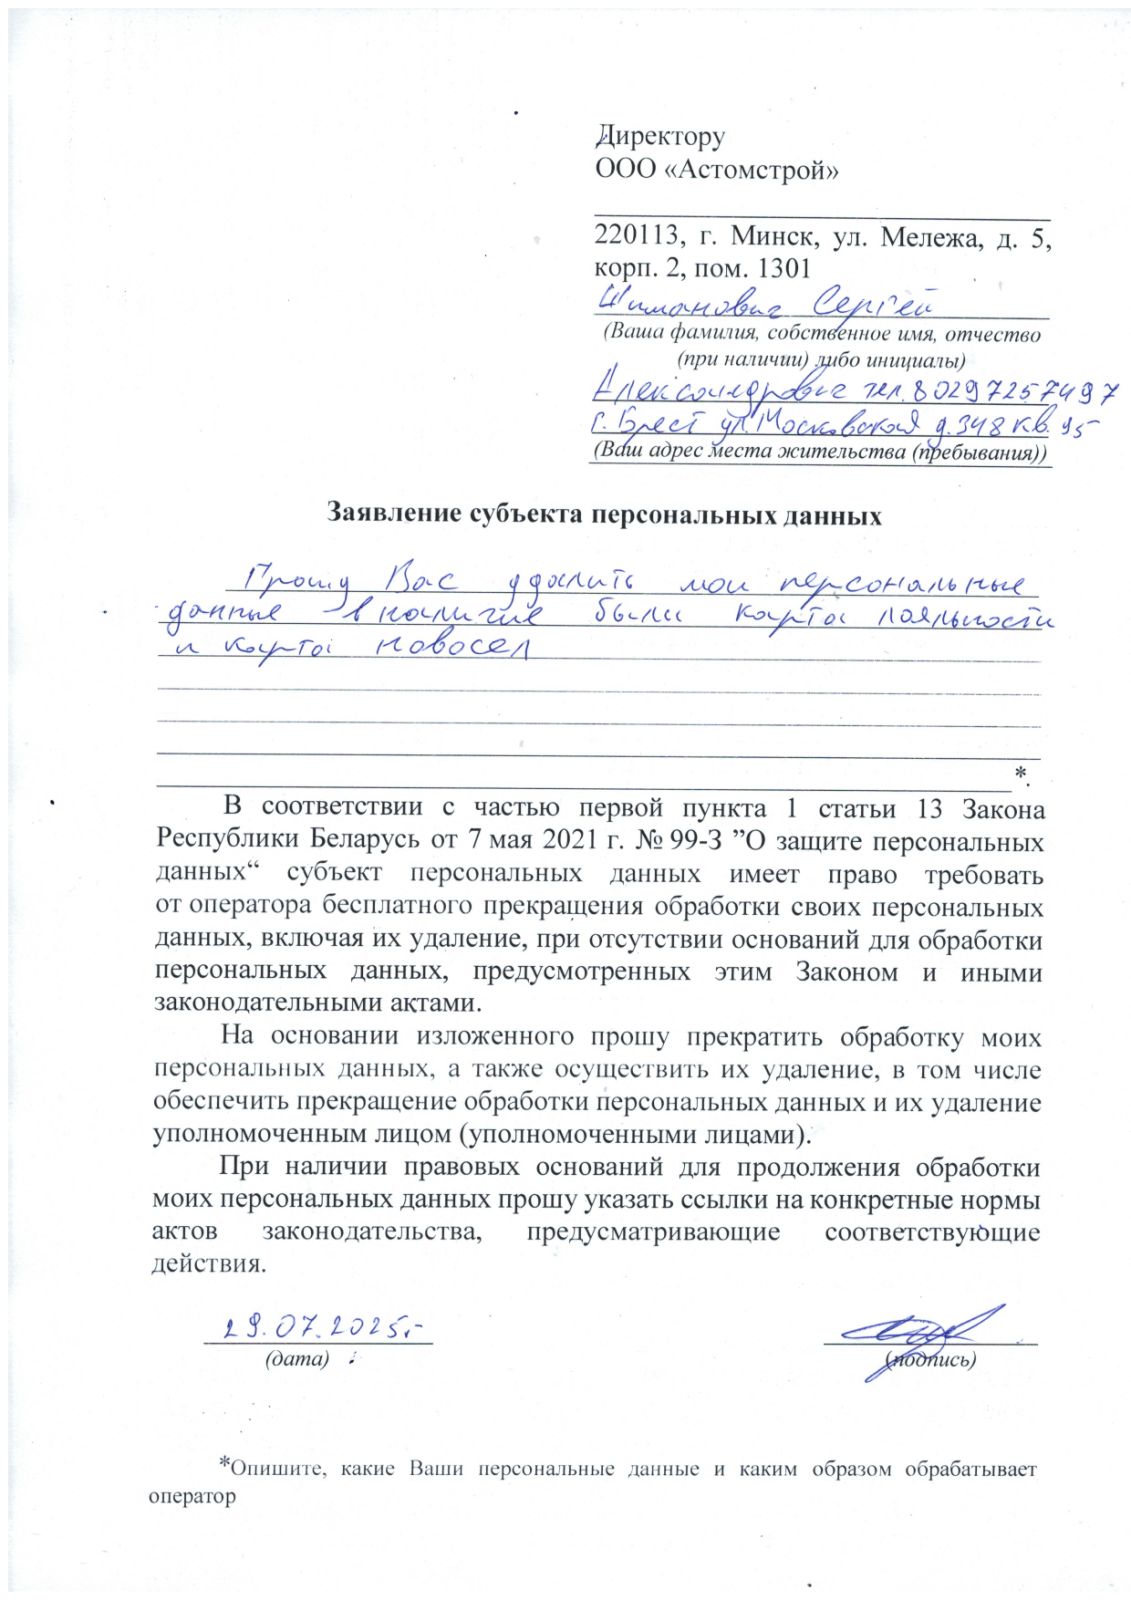 Директору
ООО «Астомстрой»
220113, г. Минск, ул. Мележа, д. 5,
корп. 2, пом. 1301
Шиманович Сергей
(Ваша фамилия, собственное имя, отчество
(при наличии) либо инициалы)
Александрович тел. 80297257497
г. Брест ул. Московская д. 348 кв. 95
(Ваш адрес места жительства (пребывания))
Заявление субъекта персональных данных
Прошу Вас удалить мои персональные
данные в наличие были карта лояльности
и карта новосел
*.
В соответствии с частью первой пункта 1 статьи 13 Закона
Республики Беларусь от 7 мая 2021 г. № 99-З ”О защите персональных
данных“ субъект персональных данных имеет право требовать
от оператора бесплатного прекращения обработки своих персональных
данных, включая их удаление, при отсутствии оснований для обработки
персональных данных, предусмотренных этим Законом и иными
законодательными актами.
На основании изложенного прошу прекратить обработку моих
персональных данных, а также осуществить их удаление, в том числе
обеспечить прекращение обработки персональных данных и их удаление
уполномоченным лицом (уполномоченными лицами).
При наличии правовых оснований для продолжения обработки
моих персональных данных прошу указать ссылки на конкретные нормы
актов законодательства, предусматривающие соответствующие
действия.
29.07.2025.-
(дата) (подпись)
*Опишите, какие Ваши персональные данные и каким образом обрабатывает
оператор